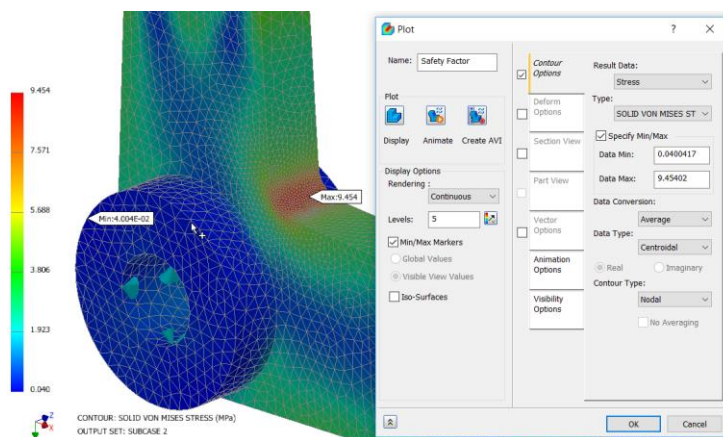 9.454
7.571
5.688
3.806
1.923
0.040
Max:9.454
Min:4.004E-02
Z
X
CONTOUR: SOLID VON MISES STRESS (MPa)
OUTPUT SET: SUBCASE 2
Plot
?
Name:
Safety Factor
Plot
Display
Animate
Create AVI
Display Options
Rendering :
Continuous
Levels:
5
Min/Max Markers
Global Values
Visible View Values
Iso-Surfaces
Contour
Options
Deform
Options
Section View
Part View
Vector
Options
Animation
Options
Visibility
Options
Result Data:
Stress
Type:
SOLID VON MISES ST
Specify Min/Max
Data Min:
0.0400417
Data Max:
9.45402
Data Conversion:
Average
Data Type:
Centroidal
Real
Imaginary
Contour Type:
Nodal
No Averaging
OK
Cancel